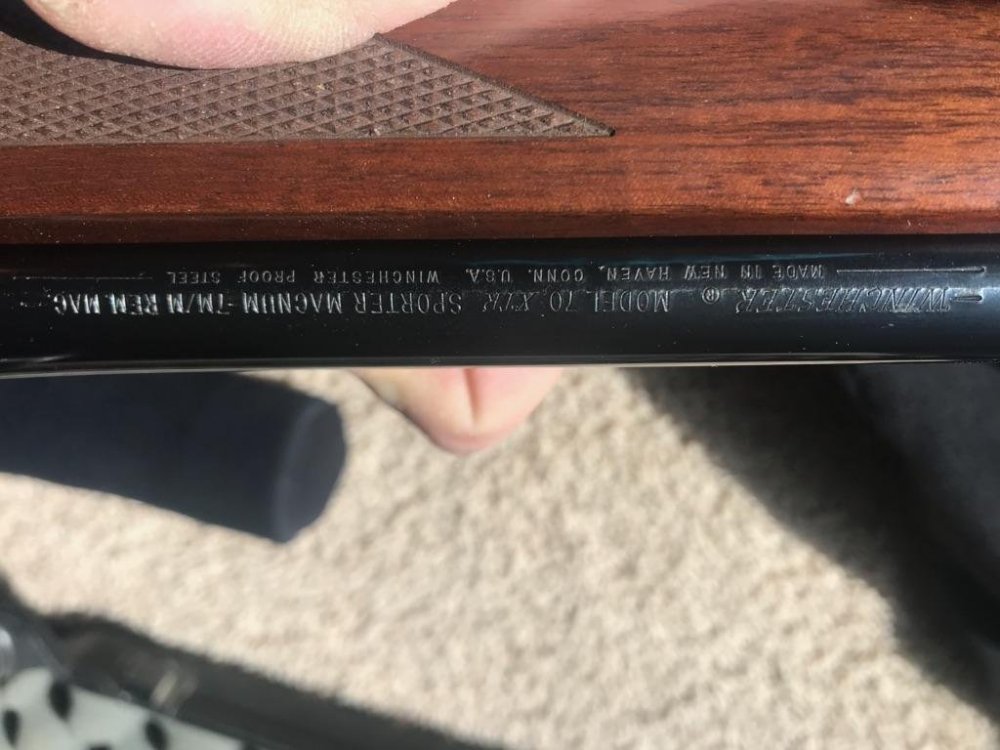 —WINCHESTER® MODEL 70 XTR SPORTER MAGNUM-7M/M REM. MAG.
MADE IN NEW HAVEN, CONN. U.S.A. WINCHESTER PROOF STEEL